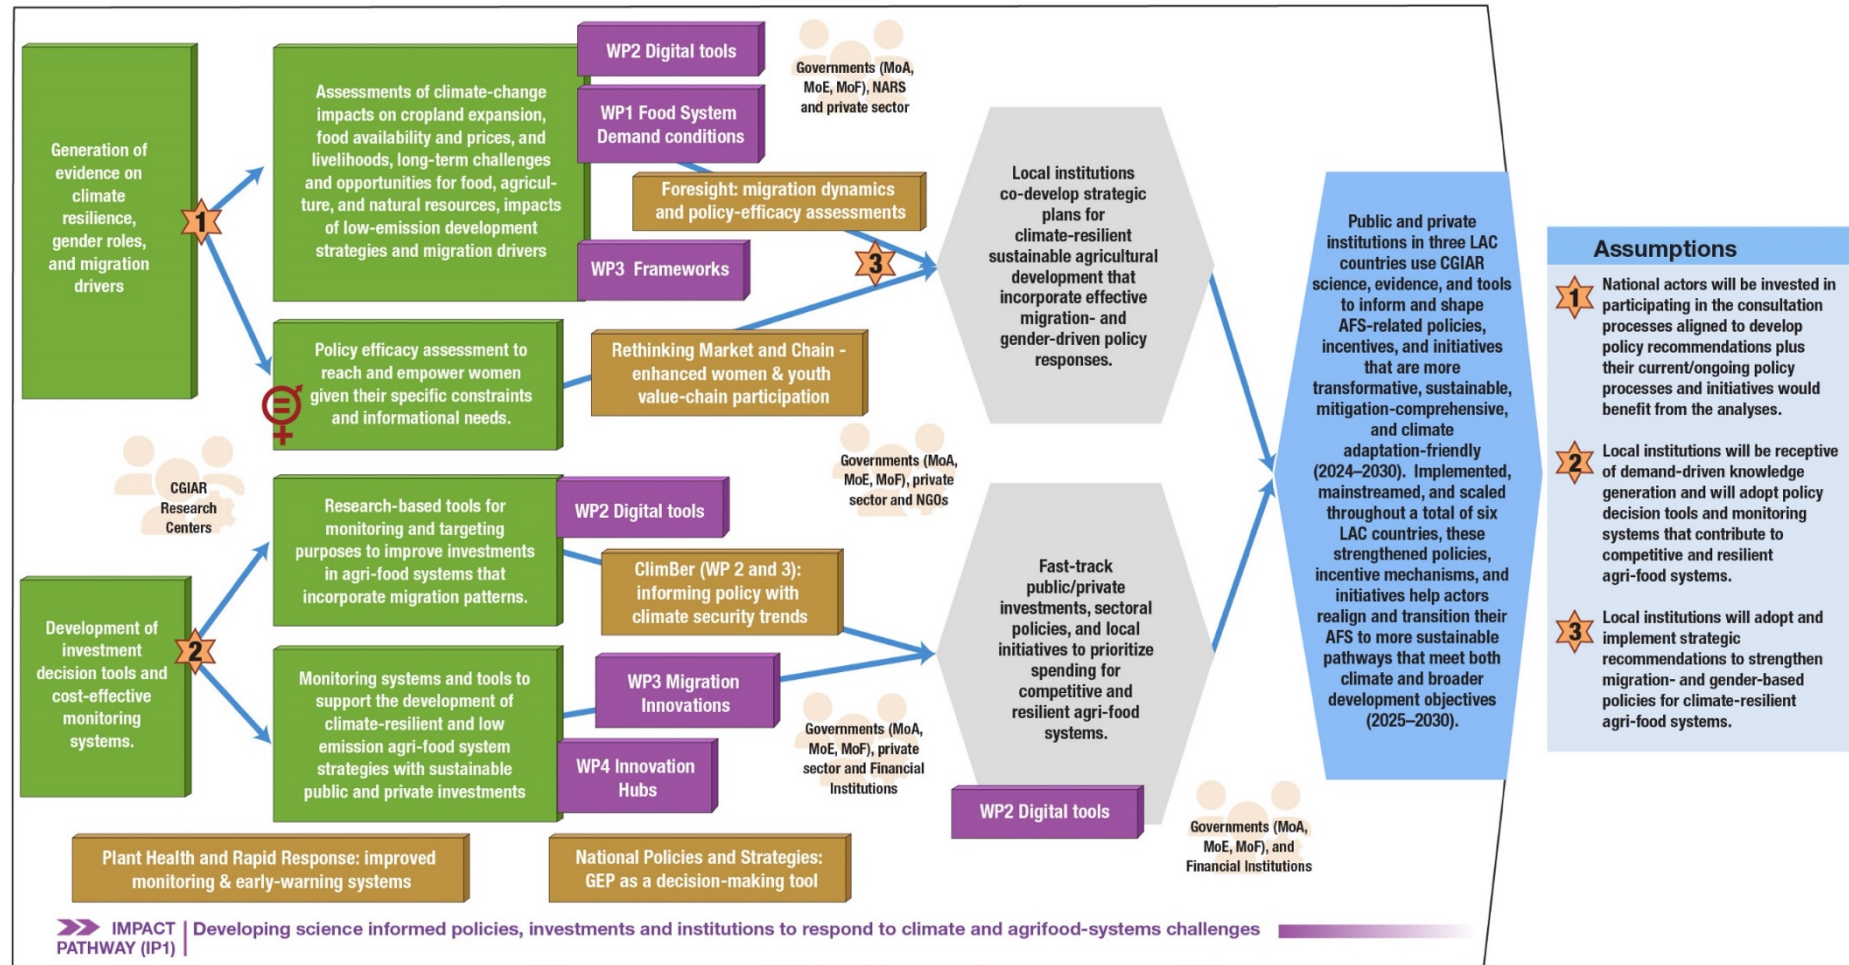 Generation of
evidence on
climate
resilience,
gender roles,
and migration
drivers
1
Assessments of climate-change
impacts on cropland expansion,
food availability and prices, and
livelihoods, long-term challenges
and opportunities for food, agricul-
ture, and natural resources, impacts
of low-emission development
strategies and migration drivers
WP2 Digital tools
WP1 Food System
Demand conditions
WP3 Frameworks
Governments (MoA,
MoE, MoF), NARS
and private sector
Foresight: migration dynamics
and policy-efficacy assessments
3
Policy efficacy assessment to
reach and empower women
given their specific constraints
and informational needs.
Rethinking Market and Chain -
enhanced women & youth
value-chain participation
Local institutions
co-develop strategic
plans for
climate-resilient
sustainable agricultural
development that
incorporate effective
migration- and
gender-driven policy
responses.
CGIAR
Research
Centers
Governments (MoA,
MoE, MoF), private
sector and NGOs
Development of
investment
decision tools and
cost-effective
monitoring
systems.
2
Research-based tools for
monitoring and targeting
purposes to improve investments
in agri-food systems that
incorporate migration patterns.
WP2 Digital tools
ClimBer (WP 2 and 3):
informing policy with
climate security trends
Monitoring systems and tools to
support the development of
climate-resilient and low
emission agri-food system
strategies with sustainable
public and private investments
WP3 Migration
Innovations
WP4 Innovation
Hubs
Governments (MoA,
MoE, MoF), private
sector and Financial
Institutions
Fast-track
public/private
investments, sectoral
policies, and local
initiatives to prioritize
spending for
competitive and
resilient agri-food
systems.
WP2 Digital tools
Governments (MoA,
MoE, MoF), and
Financial Institutions
Public and private
institutions in three LAC
countries use CGIAR
science, evidence, and tools
to inform and shape
AFS-related policies,
incentives, and initiatives
that are more
transformative, sustainable,
mitigation-comprehensive,
and climate
adaptation-friendly
(2024–2030). Implemented,
mainstreamed, and scaled
throughout a total of six
LAC countries, these
strengthened policies,
incentive mechanisms, and
initiatives help actors
realign and transition their
AFS to more sustainable
pathways that meet both
climate and broader
development objectives
(2025–2030).
Assumptions
1
National actors will be invested in
participating in the consultation
processes aligned to develop
policy recommendations plus
their current/ongoing policy
processes and initiatives would
benefit from the analyses.
2
Local institutions will be receptive
of demand-driven knowledge
generation and will adopt policy
decision tools and monitoring
systems that contribute to
competitive and resilient
agri-food systems.
3
Local institutions will adopt and
implement strategic
recommendations to strengthen
migration- and gender-based
policies for climate-resilient
agri-food systems.
Plant Health and Rapid Response: improved
monitoring & early-warning systems
National Policies and Strategies:
GEP as a decision-making tool
IMPACT
PATHWAY (IP1)
Developing science informed policies, investments and institutions to respond to climate and agrifood-systems challenges